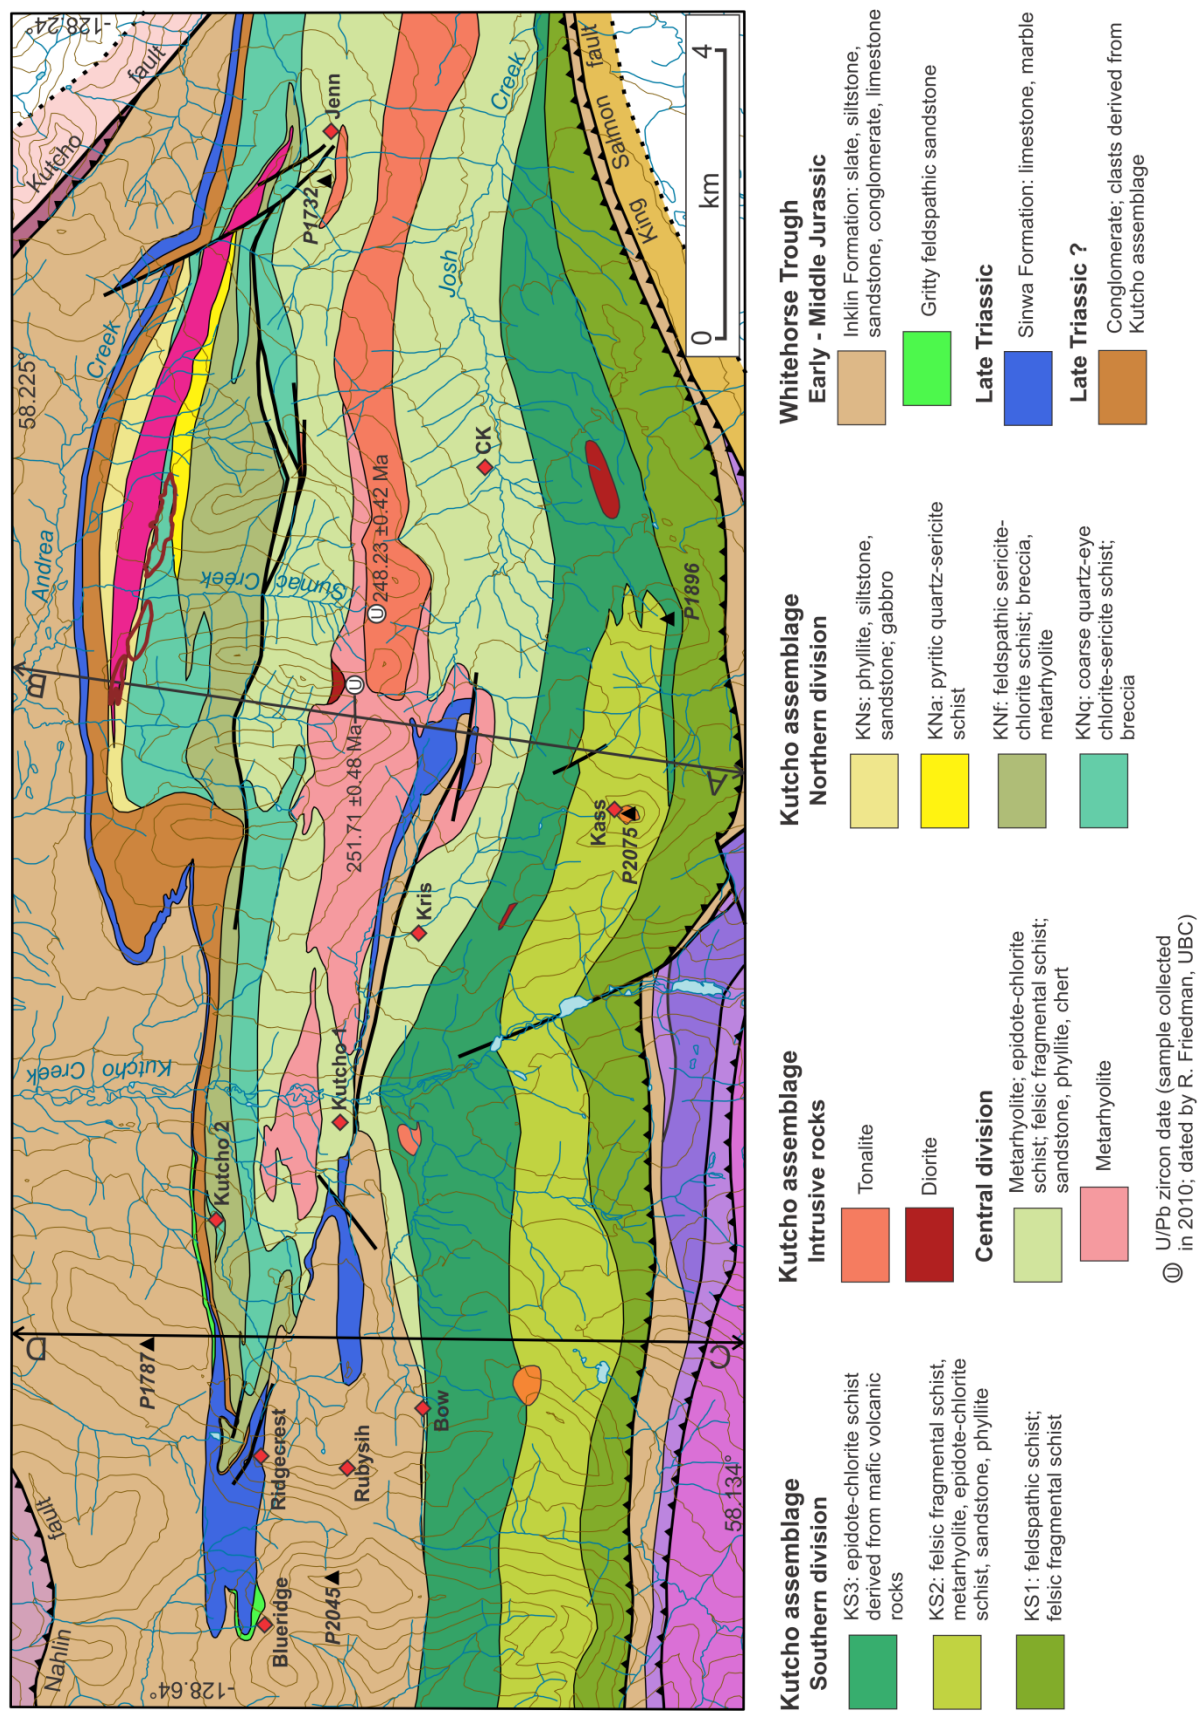 Nahlin
fault
-128.64°
58.134°
58.225°
-128.24°
Kutcho
fault
Andrea
Creek
Kutcho
Creek
Sumac Creek
Josh
Creek
King
Salmon
fault
P1787
P2045
P2075
P1896
P1732
Blueridge
Ridgecrest
Rubysih
Bow
Kutcho 2
Kutcho 1
Kris
Kass
CK
Jenn
251.71 ±0.48 Ma
U
U
248.23 ±0.42 Ma
A
B
C
D
0
4
km
Kutcho assemblage
Southern division
KS3: epidote-chlorite schist
derived from mafic volcanic
rocks
KS2: felsic fragmental schist,
metarhyolite, epidote-chlorite
schist, sandstone, phyllite
KS1: feldspathic schist;
felsic fragmental schist
Kutcho assemblage
Intrusive rocks
Tonalite
Diorite
Central division
Metarhyolite; epidote-chlorite
schist; felsic fragmental schist;
sandstone, phyllite, chert
Metarhyolite
U U/Pb zircon date (sample collected
in 2010; dated by R. Friedman, UBC)
Kutcho assemblage
Northern division
KNs: phyllite, siltstone,
sandstone; gabbro
KNa: pyritic quartz-sericite
schist
KNf: feldspathic sericite-
chlorite schist; breccia,
metarhyolite
KNq: coarse quartz-eye
chlorite-sericite schist;
breccia
Whitehorse Trough
Early - Middle Jurassic
Inklin Formation: slate, siltstone,
sandstone, conglomerate, limestone
Gritty feldspathic sandstone
Late Triassic
Sinwa Formation: limestone, marble
Late Triassic ?
Conglomerate; clasts derived from
Kutcho assemblage